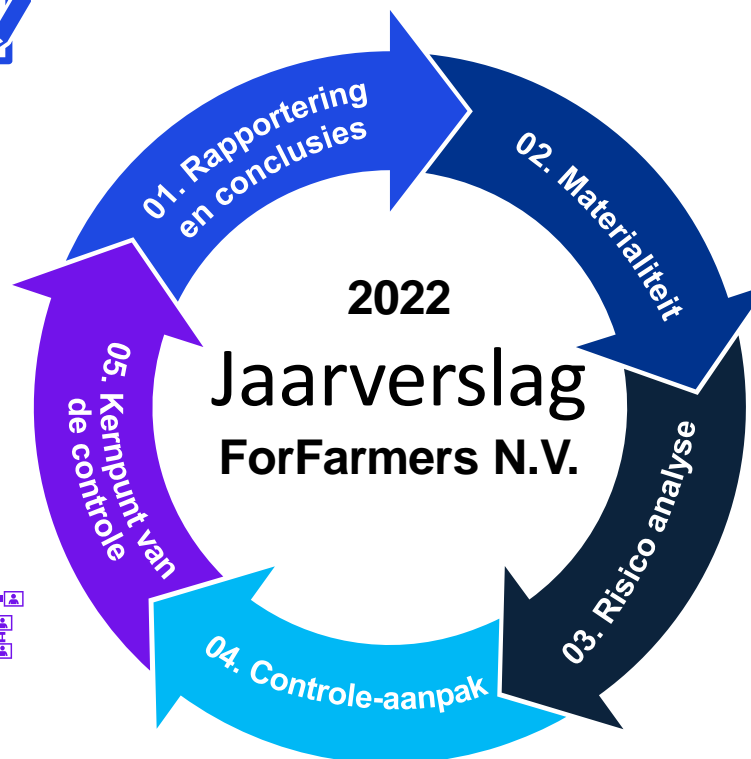 01. Rapportering
en conclusies
02. Materialiteit
2022
Jaarverslag
ForFarmers N.V.
03. Risico analyse
04. Controle-aanpak
05. Kernpunt van
de controle